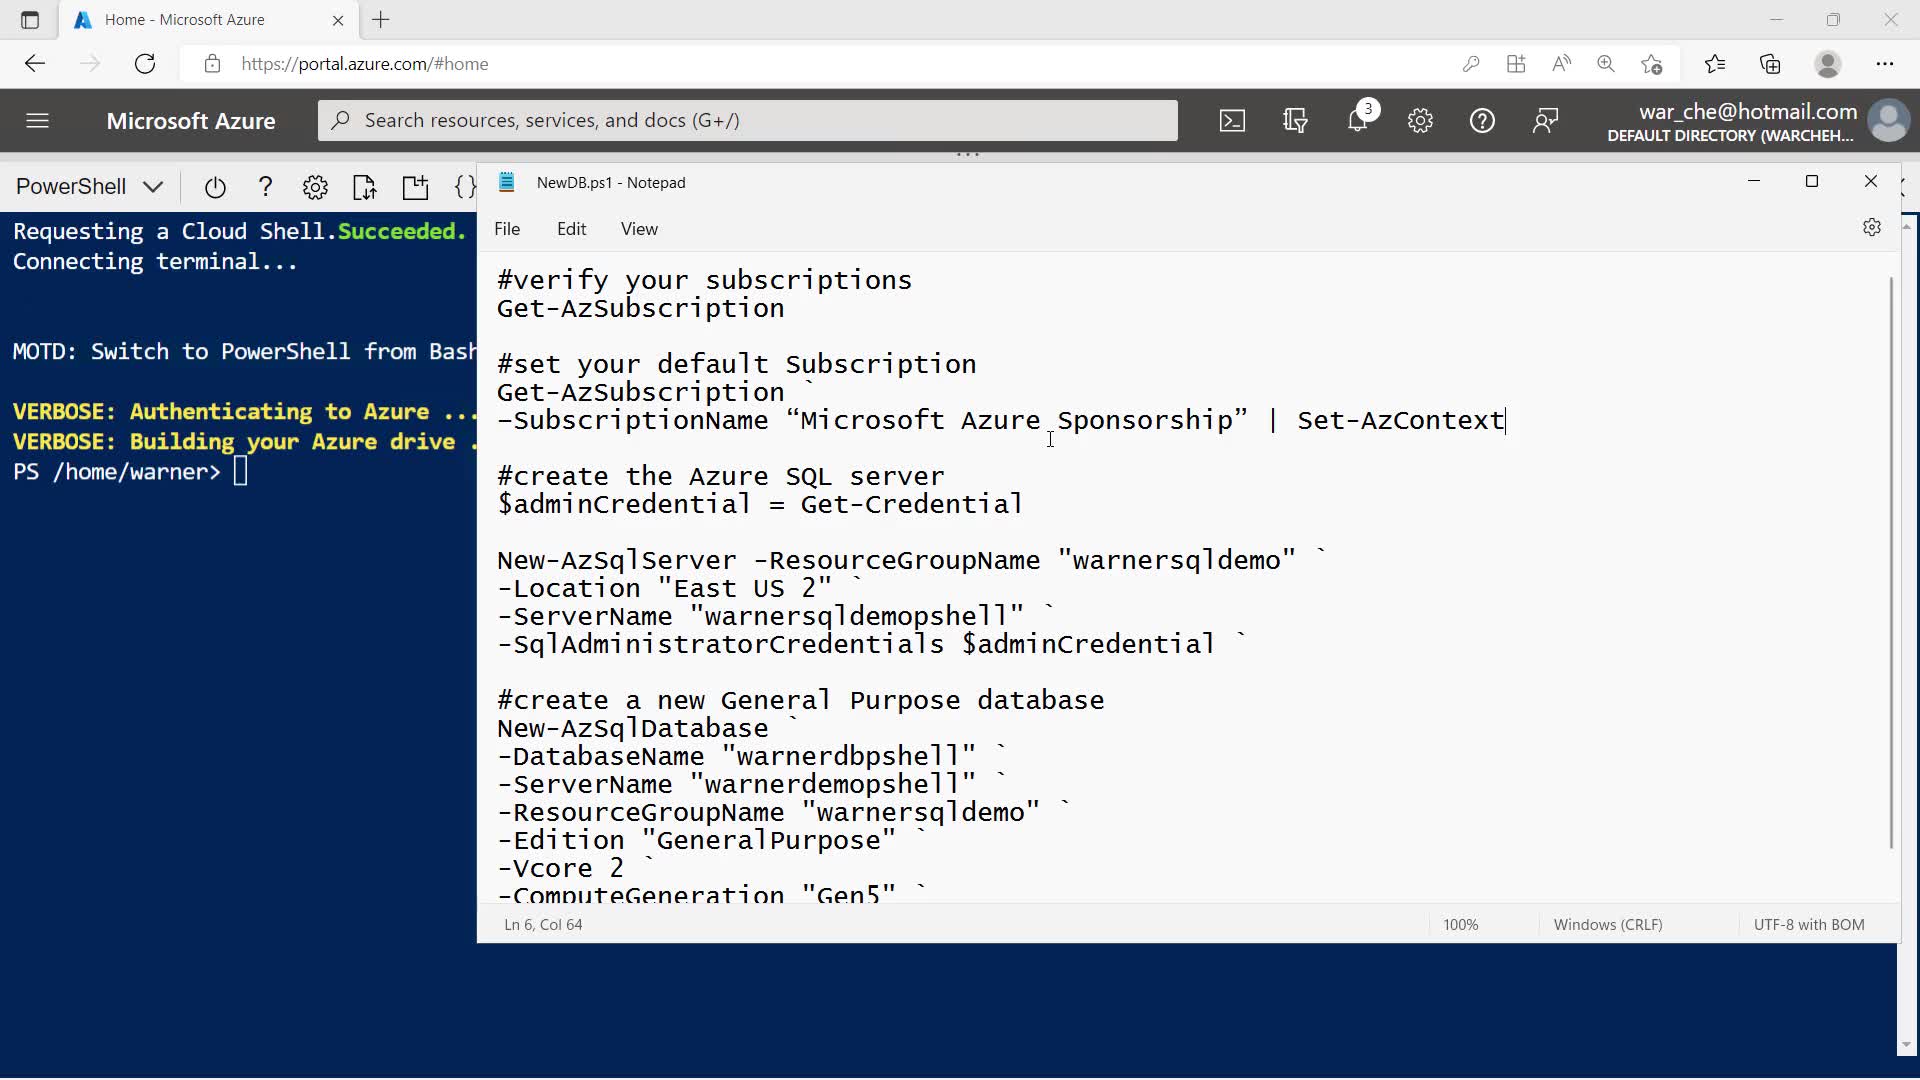 Home - Microsoft Azure
https://portal.azure.com/#home
Microsoft Azure
Search resources, services, and docs (G+/)
3
war_che@hotmail.com
DEFAULT DIRECTORY (WARCHEH...
PowerShell
NewDB.ps1 - Notepad
File Edit View
Requesting a Cloud Shell.Succeeded.
Connecting terminal...
MOTD: Switch to PowerShell from Bash
VERBOSE: Authenticating to Azure ...
VERBOSE: Building your Azure drive .
PS /home/warner>
#verify your subscriptions
Get-AzSubscription
#set your default Subscription
Get-AzSubscription `
-SubscriptionName “Microsoft Azure Sponsorship” | Set-AzContext
#create the Azure SQL server
$adminCredential = Get-Credential
New-AzSqlServer -ResourceGroupName "warnersqldemo" `
-Location "East US 2" `
-ServerName "warnersqldemopshell" `
-SqlAdministratorCredentials $adminCredential `
#create a new General Purpose database
New-AzSqlDatabase `
-DatabaseName "warnerdbpshell" `
-ServerName "warnerdemopshell" `
-ResourceGroupName "warnersqldemo" `
-Edition "GeneralPurpose" `
-Vcore 2 `
-ComputeGeneration "Gen5" `
Ln 6, Col 64
100%
Windows (CRLF)
UTF-8 with BOM